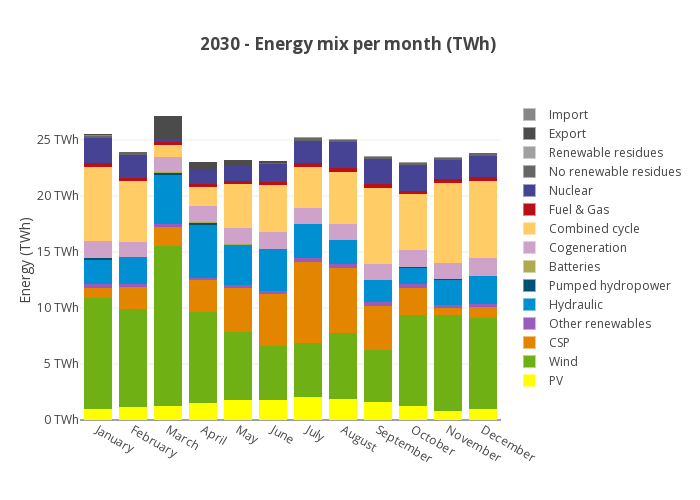 2030 - Energy mix per month (TWh)
Energy (TWh)
25 TWh
20 TWh
15 TWh
10 TWh
5 TWh
0 TWh
January
February
March
April
May
June
July
August
September
October
November
December
Import
Export
Renewable residues
No renewable residues
Nuclear
Fuel & Gas
Combined cycle
Cogeneration
Batteries
Pumped hydropower
Hydraulic
Other renewables
CSP
Wind
PV